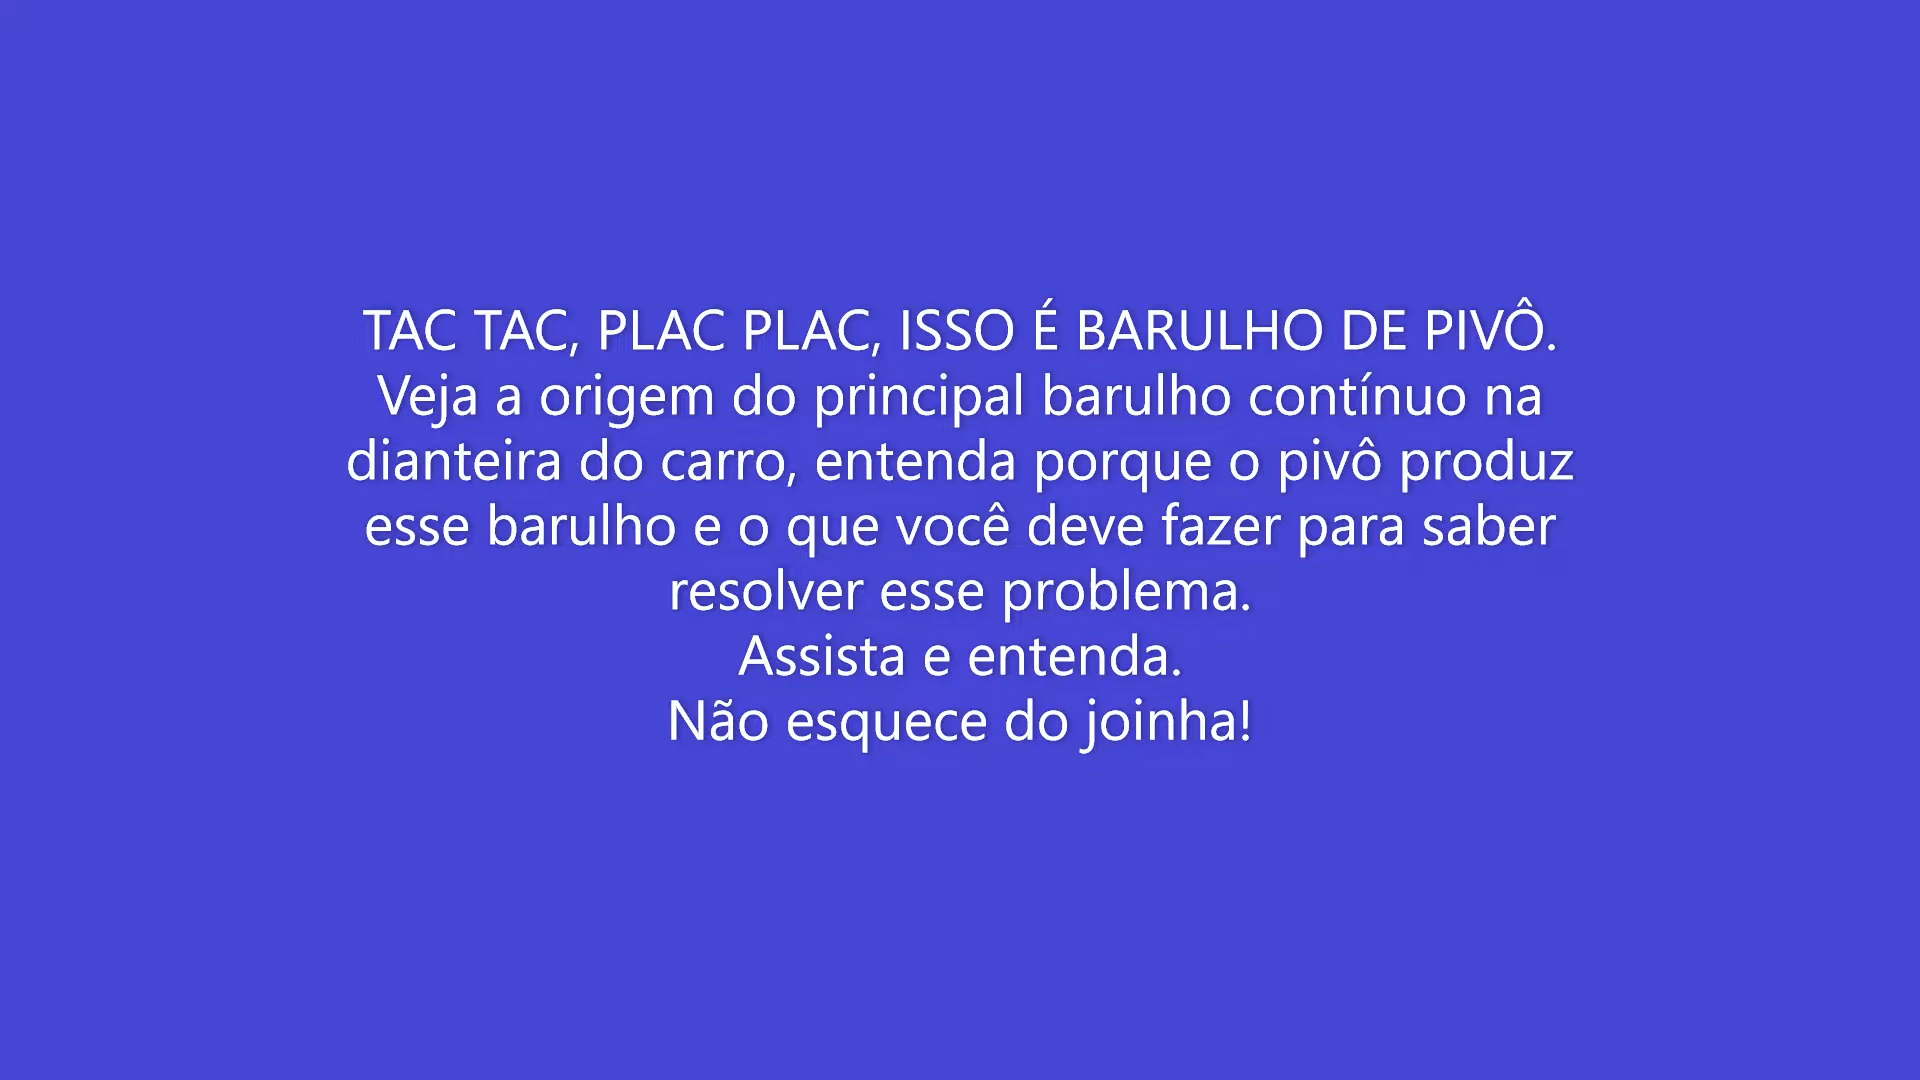 TAC TAC, PLAC PLAC, ISSO É BARULHO DE PIVÔ.
Veja a origem do principal barulho contínuo na
dianteira do carro, entenda porque o pivô produz
esse barulho e o que você deve fazer para saber
resolver esse problema.
Assista e entenda.
Não esquece do joinha!